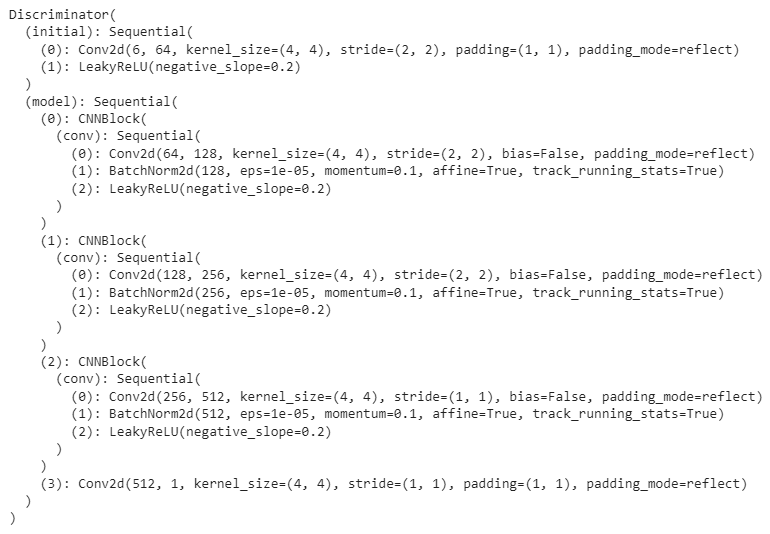 Discriminator(
  (initial): Sequential(
    (0): Conv2d(6, 64, kernel_size=(4, 4), stride=(2, 2), padding=(1, 1), padding_mode=reflect)
    (1): LeakyReLU(negative_slope=0.2)
  )
  (model): Sequential(
    (0): CNNBlock(
      (conv): Sequential(
        (0): Conv2d(64, 128, kernel_size=(4, 4), stride=(2, 2), bias=False, padding_mode=reflect)
        (1): BatchNorm2d(128, eps=1e-05, momentum=0.1, affine=True, track_running_stats=True)
        (2): LeakyReLU(negative_slope=0.2)
      )
    )
    (1): CNNBlock(
      (conv): Sequential(
        (0): Conv2d(128, 256, kernel_size=(4, 4), stride=(2, 2), bias=False, padding_mode=reflect)
        (1): BatchNorm2d(256, eps=1e-05, momentum=0.1, affine=True, track_running_stats=True)
        (2): LeakyReLU(negative_slope=0.2)
      )
    )
    (2): CNNBlock(
      (conv): Sequential(
        (0): Conv2d(256, 512, kernel_size=(4, 4), stride=(1, 1), bias=False, padding_mode=reflect)
        (1): BatchNorm2d(512, eps=1e-05, momentum=0.1, affine=True, track_running_stats=True)
        (2): LeakyReLU(negative_slope=0.2)
      )
    )
    (3): Conv2d(512, 1, kernel_size=(4, 4), stride=(1, 1), padding=(1, 1), padding_mode=reflect)
  )
)